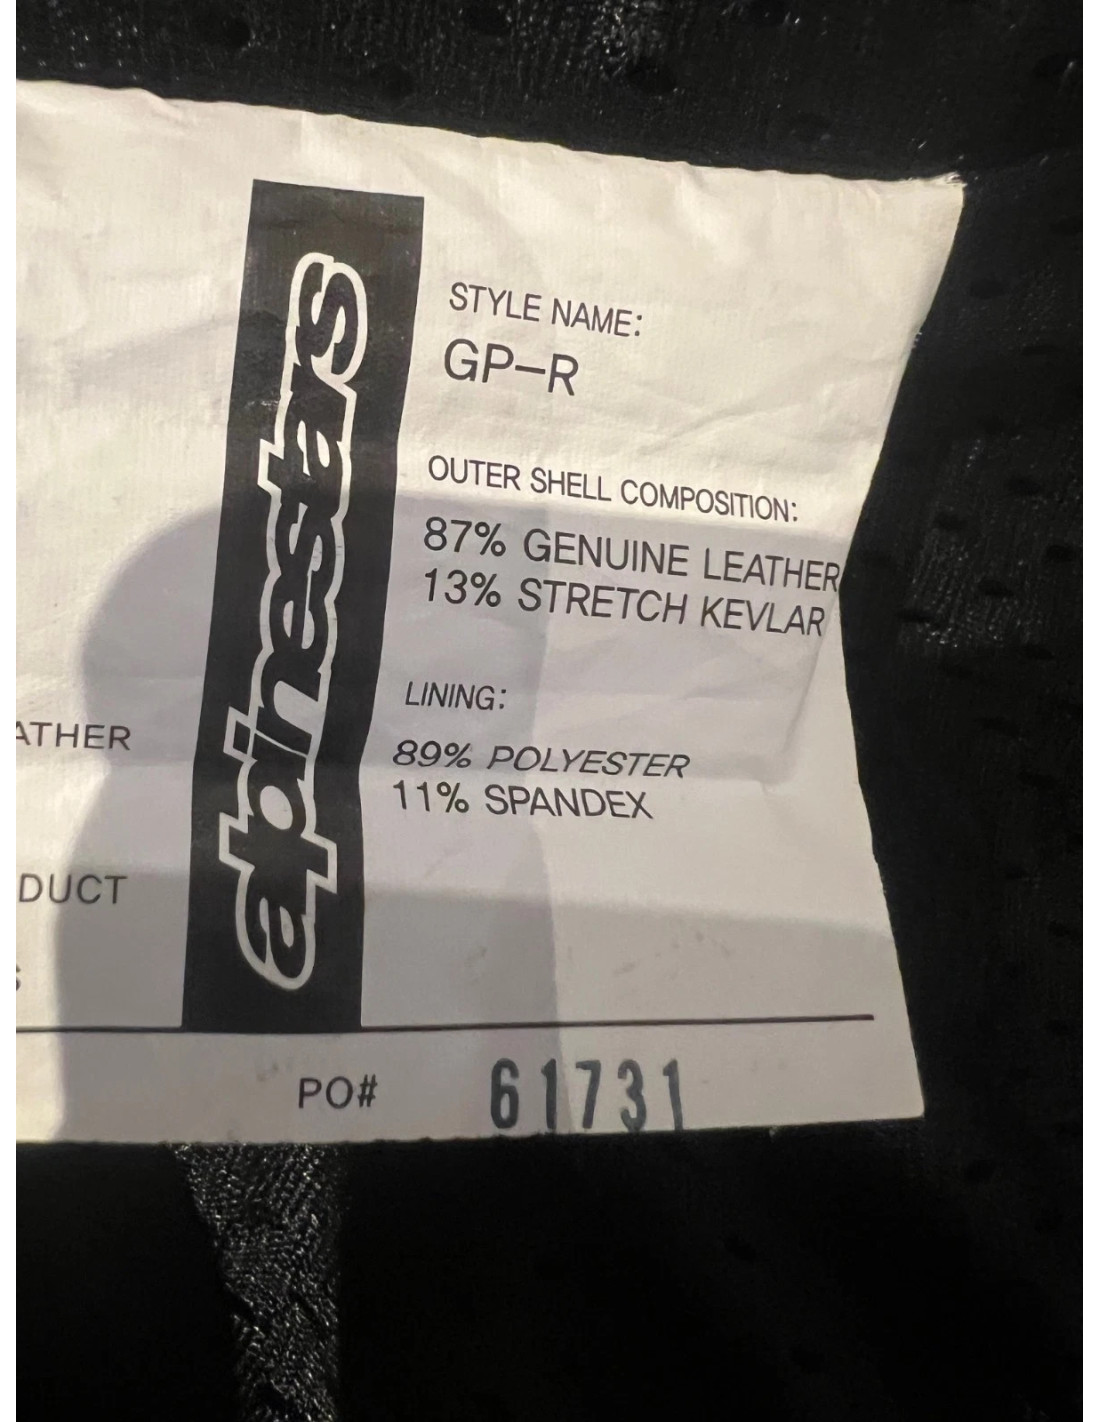 alpinestars
STYLE NAME:
GP-R
OUTER SHELL COMPOSITION:
87% GENUINE LEATHER
13% STRETCH KEVLAR
LINING:
89% POLYESTER
11% SPANDEX
ATHER
DUCT
PO# 61731